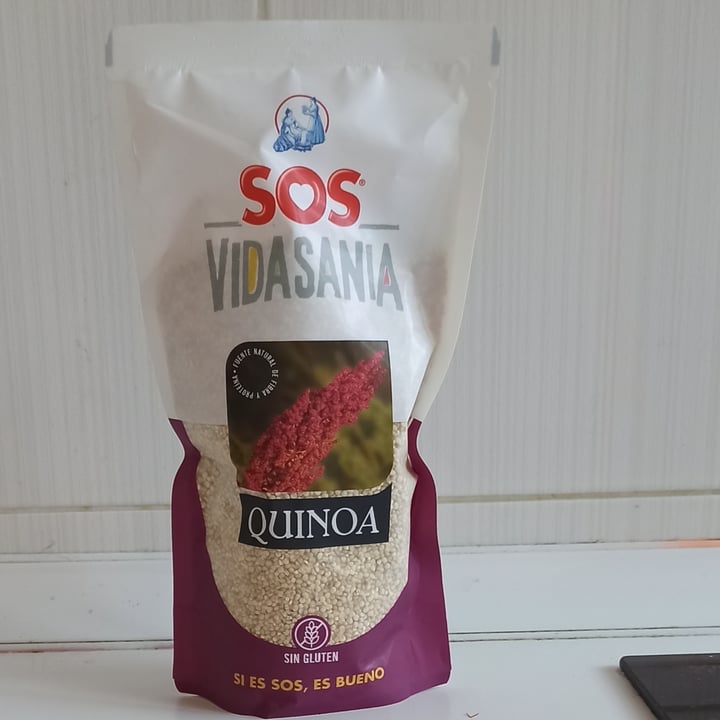 SOS®
VIDASANIA
FUENTE NATURAL DE FIBRA Y PROTEÍNA •
QUINOA
SIN GLUTEN
SI ES SOS, ES BUENO